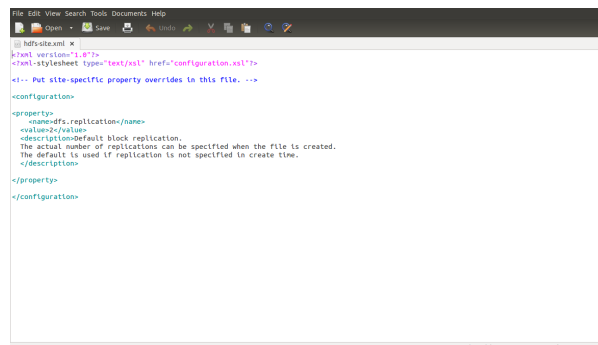 File Edit View Search Tools Documents Help
Open Save Undo
hdfs-site.xml ×
<?xml version="1.0"?>
<?xml-stylesheet type="text/xsl" href="configuration.xsl"?>
<!-- Put site-specific property overrides in this file. -->
<configuration>
<property>
<name>dfs.replication</name>
<value>2</value>
<description>Default block replication.
The actual number of replications can be specified when the file is created.
The default is used if replication is not specified in create time.
</description>
</property>
</configuration>